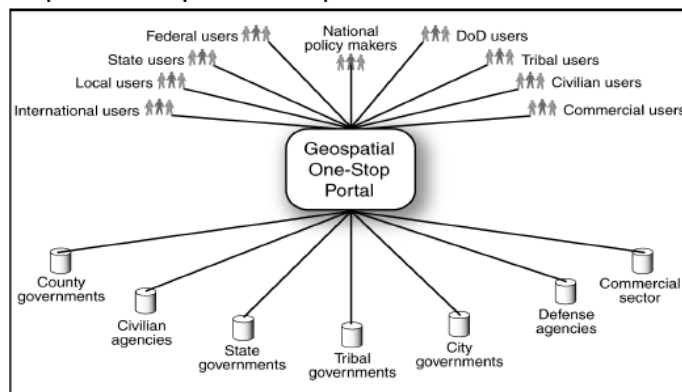 Federal users
National
policy makers
DoD users
State users
Tribal users
Local users
Civilian users
International users
Commercial users
Geospatial
One-Stop
Portal
County
governments
Civilian
agencies
State
governments
Tribal
governments
City
governments
Defense
agencies
Commercial
sector